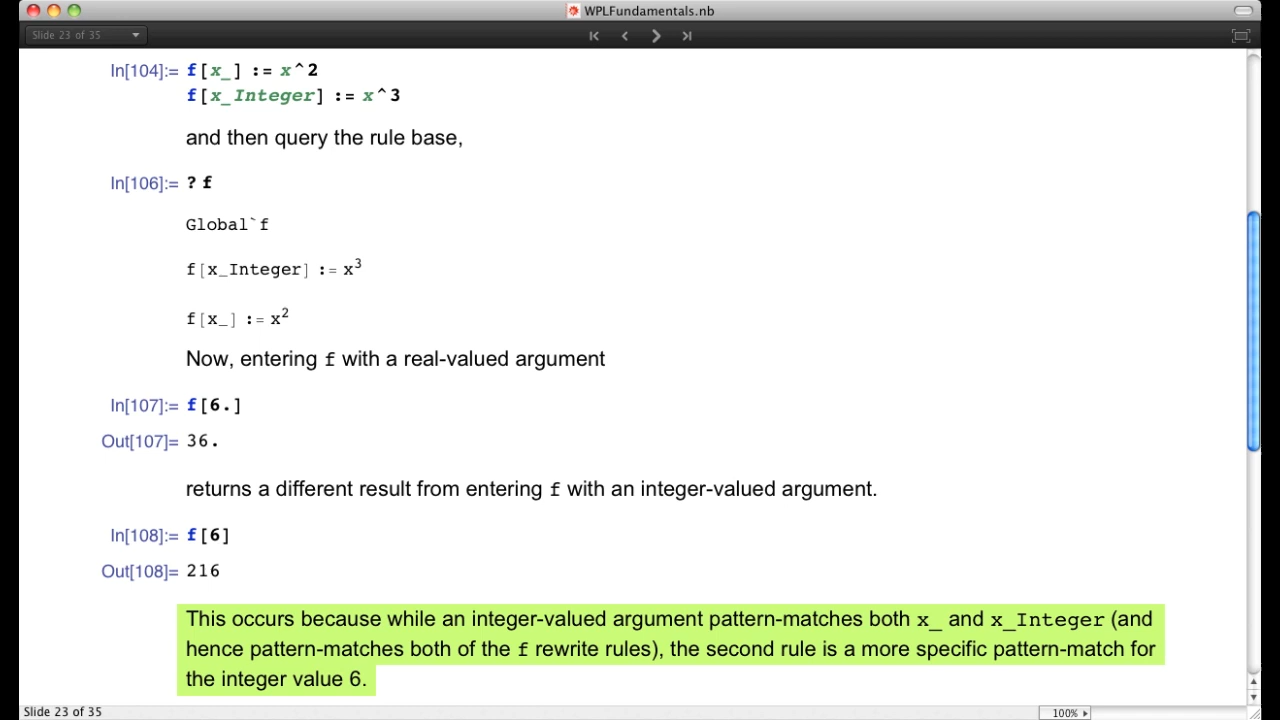 WPLFundamentals.nb
Slide 23 of 35
In[104]:= f[x_] := x^2
f[x_Integer] := x^3
and then query the rule base,
In[106]:= ? f
Global`f
f[x_Integer] := x³
f[x_] := x²
Now, entering f with a real-valued argument
In[107]:= f[6.]
Out[107]= 36.
returns a different result from entering f with an integer-valued argument.
In[108]:= f[6]
Out[108]= 216
This occurs because while an integer-valued argument pattern-matches both x_ and x_Integer (and
hence pattern-matches both of the f rewrite rules), the second rule is a more specific pattern-match for
the integer value 6.
Slide 23 of 35
100%